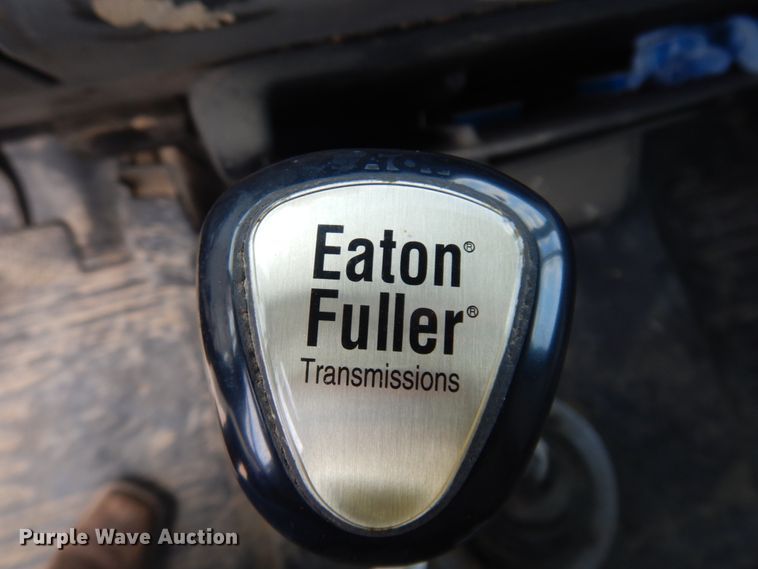 Eaton®
Fuller®
Transmissions
Purple Wave Auction